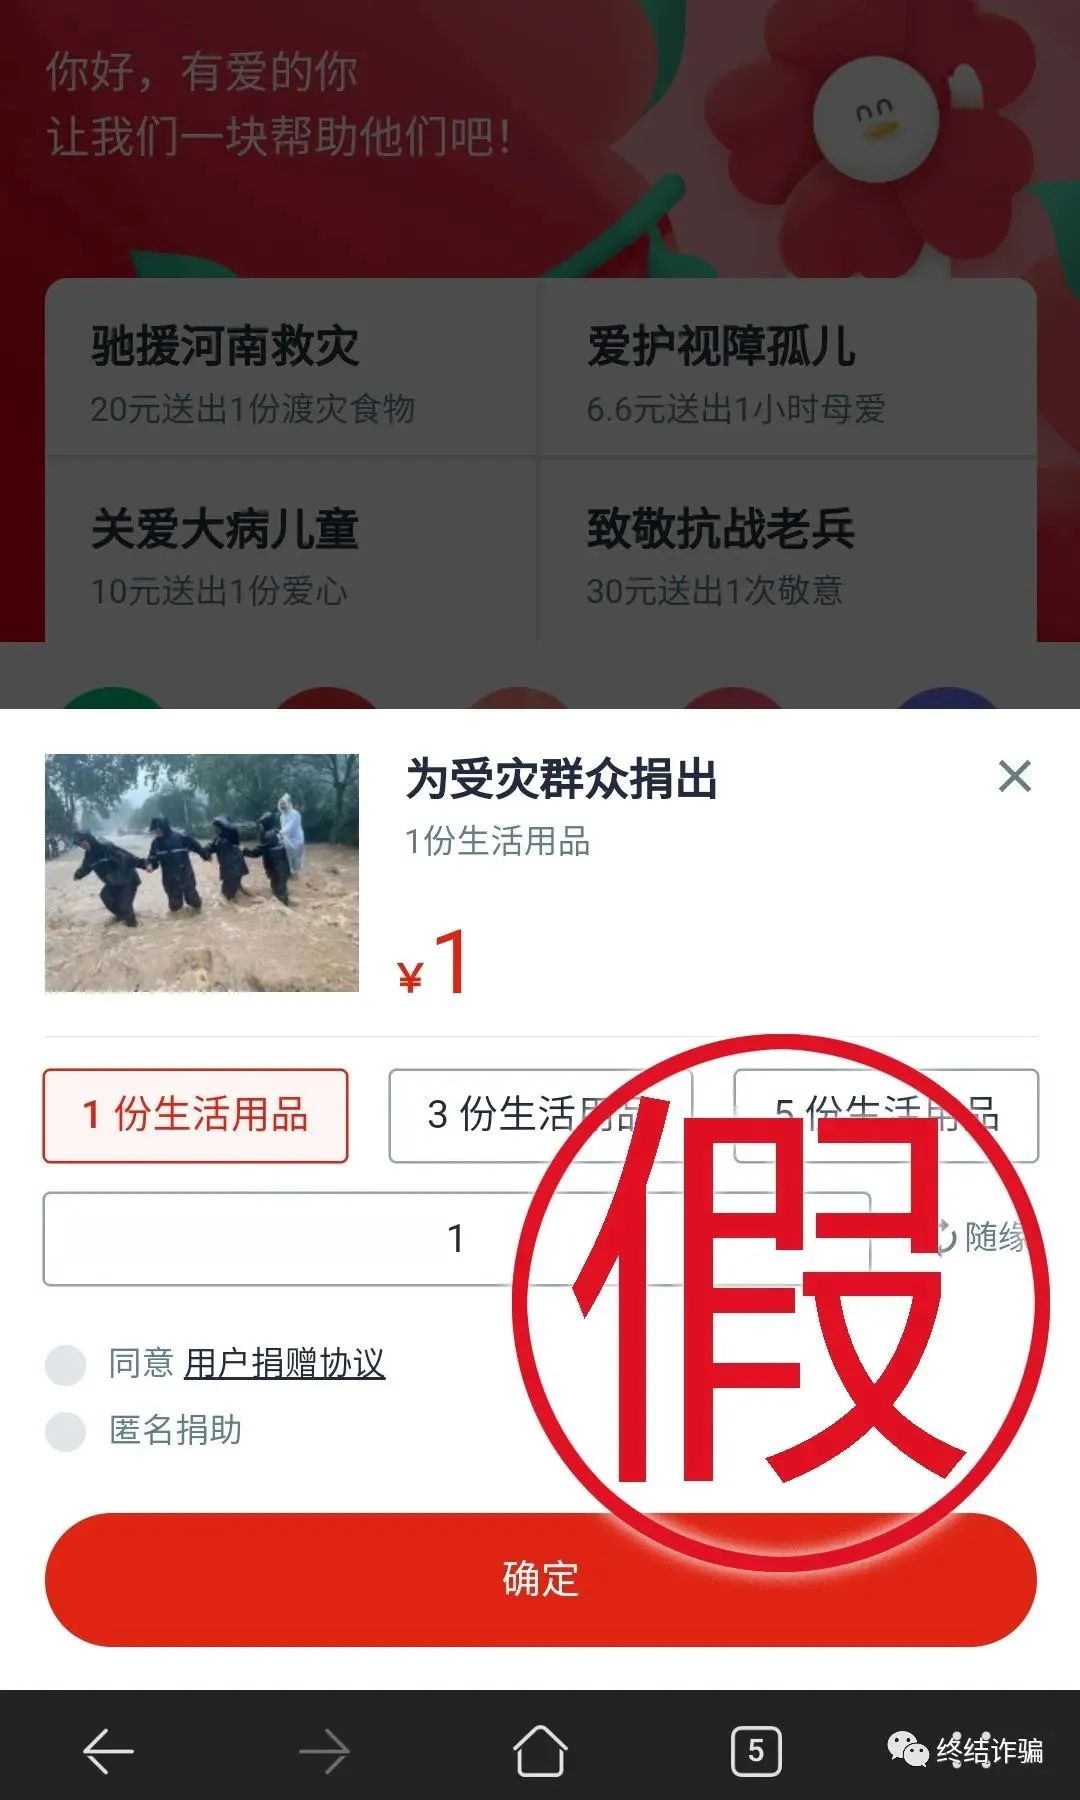 你好，有爱的你
让我们一块帮助他们吧！
驰援河南救灾
20元送出1份渡灾食物
爱护视障孤儿
6.6元送出1小时母爱
关爱大病儿童
10元送出1份爱心
致敬抗战老兵
30元送出1次敬意
为受灾群众捐出
1份生活用品
¥1
1 份生活用品
3 份生活用品
5 份生活用品
1
随缘
假
同意 用户捐赠协议
匿名捐助
确定
5
终结诈骗